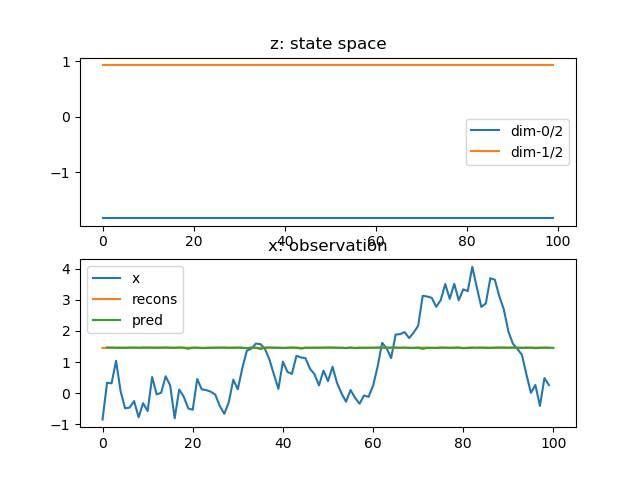 z: state space
1
0
−1
dim-0/2
dim-1/2
0 20 40 60 80 100
x: observation
4
3
2
1
0
−1
x
recons
pred
0 20 40 60 80 100